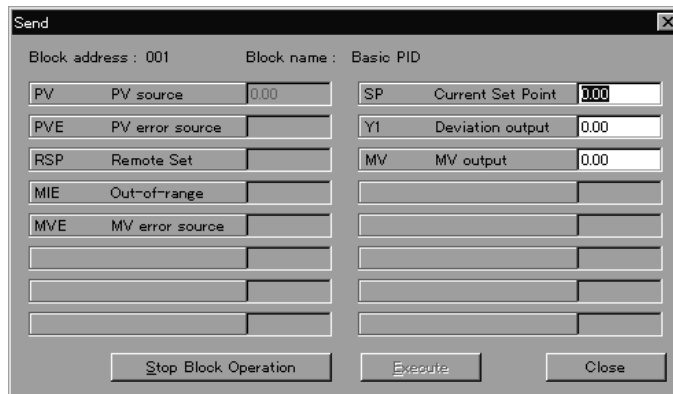 Send
Block address : 001 Block name : Basic PID
PV PV source 0.00 SP Current Set Point 0.00
PVE PV error source Y1 Deviation output 0.00
RSP Remote Set MV MV output 0.00
MIE Out-of-range
MVE MV error source
Stop Block Operation Execute Close